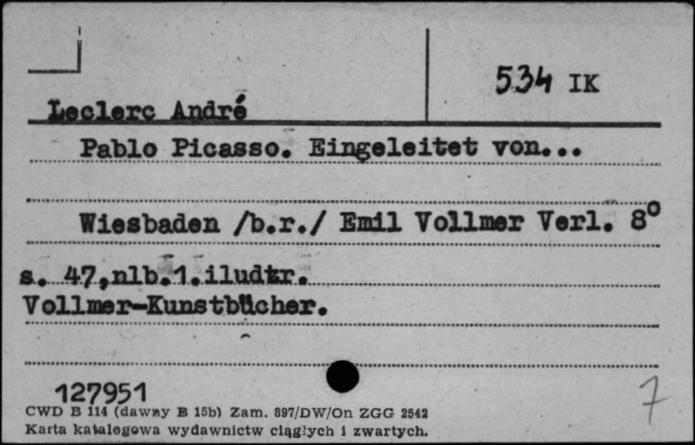 534 IK
Leclerc André
Pablo Picasso. Eingeleitet von...
Wiesbaden /b.r./ Emil Vollmer Verl. 8°
s. 47,nlb.1.iludtr.
Vollmer-Kunstbücher.
127951
7
CWD B 114 (dawny B 15b) Zam. 897/DW/On ZGG 2542
Karta katalogowa wydawnictw ciągłych i zwartych.